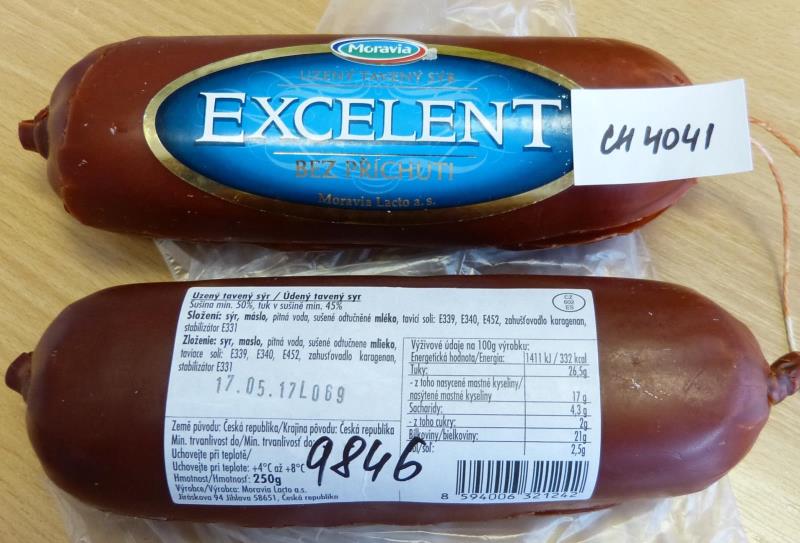 Moravia
UZENÝ TAVENÝ SÝR
EXCELENT
BEZ PŘÍCHUTI
Moravia Lacto a. s.
CH 4041
Uzený tavený sýr / Údený tavený syr
Sušina min. 50%, tuk v sušině min. 45%
Složení: sýr, máslo, pitná voda, sušené odtučněné mléko, tavicí soli: E339, E340, E452, zahušťovadlo karagenan,
stabilizátor E331
Zloženie: syr, maslo, pitná voda, sušené odtučnene mlieko,
taviace soli: E339, E340, E452, zahusťovadlo karagenan,
stabilizátor E331
17.05.17L069
Země původu: Česká republika/Krajina pôvodu: Česká republika
Min. trvanlivost do/Min. trvanlivosť do:
Uchovejte při teplotě/
Uchovejte pri teplote: +4°C až +8°C
Hmotnost/Hmotnosť: 250g
Výrobce/Výrobca: Moravia Lacto a.s.
Jiráskova 94 Jihlava 58651, Česká republika
9846
CZ
602
ES
Výživové údaje na 100g výrobku:
Energetická hodnota/Energia: 1411 kJ / 332 kcal
Tuky: 26,5g
- z toho nasycené mastné kyseliny/
nasýtené mastné kyseliny 17 g
Sacharidy: 4,3 g
- z toho cukry: 2g
Bílkoviny/bielkoviny: 21g
sůl/soľ: 2,5g
8 594006 321242